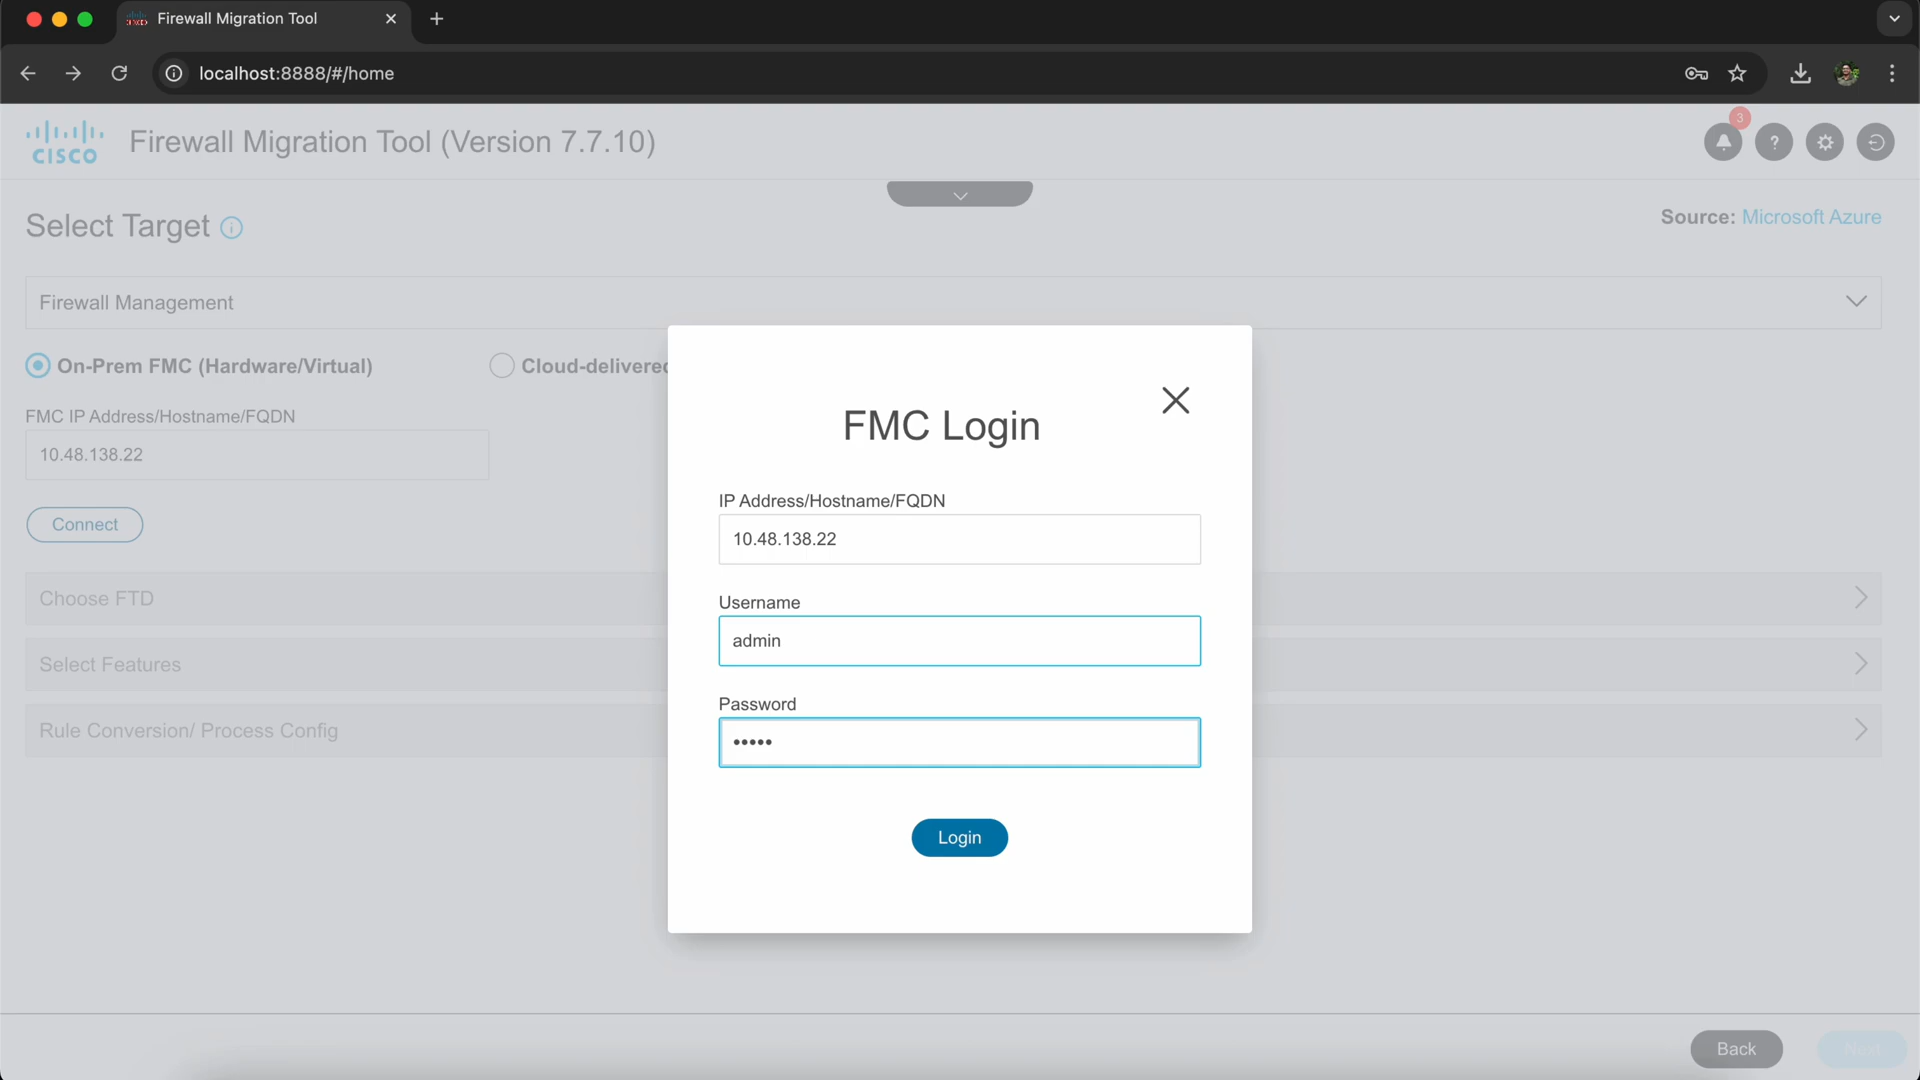 Firewall Migration Tool
localhost:8888/#/home
CISCO
Firewall Migration Tool (Version 7.7.10)
3
?
Select Target
Source: Microsoft Azure
Firewall Management
On-Prem FMC (Hardware/Virtual)
Cloud-delivered
FMC IP Address/Hostname/FQDN
10.48.138.22
Connect
Choose FTD
Select Features
Rule Conversion/ Process Config
FMC Login
IP Address/Hostname/FQDN
10.48.138.22
Username
admin
Password
•••••
Login
Back
Next